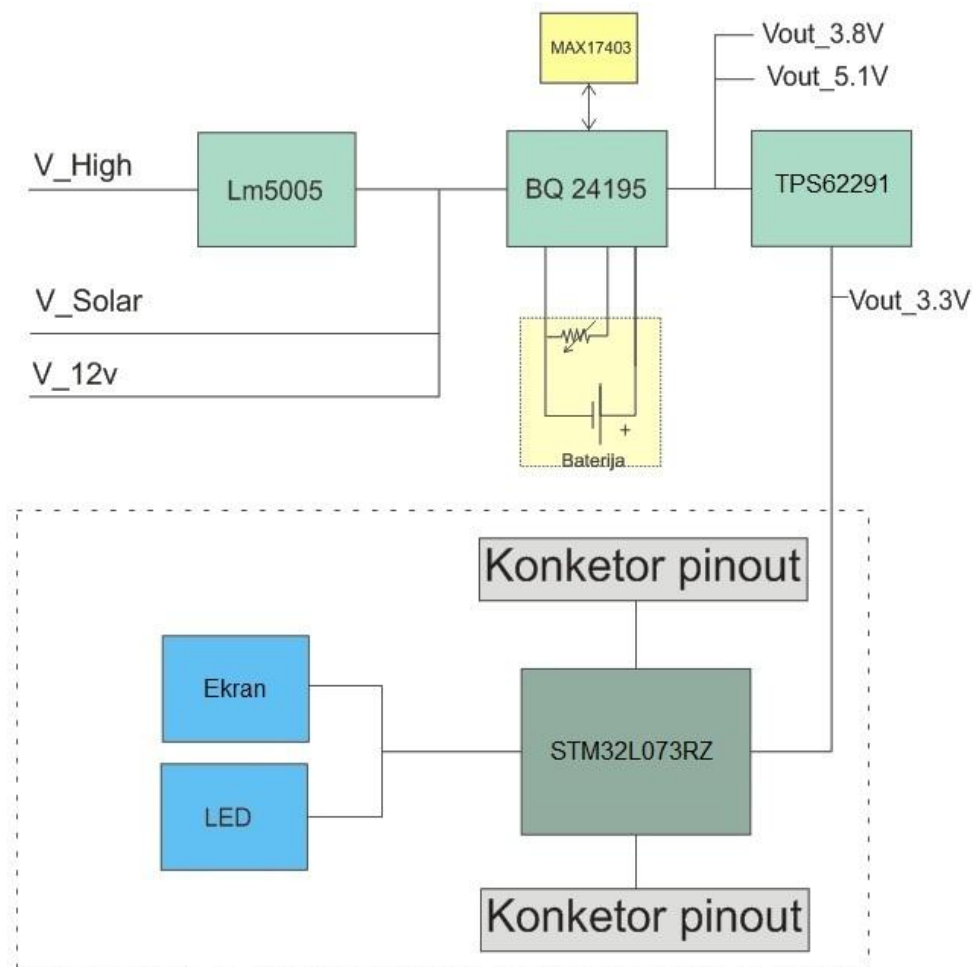 MAX17403
Vout_3.8V
Vout_5.1V
V_High
Lm5005
BQ 24195
TPS62291
V_Solar
Vout_3.3V
V_12v
+
Baterija
Konketor pinout
Ekran
STM32L073RZ
LED
Konketor pinout